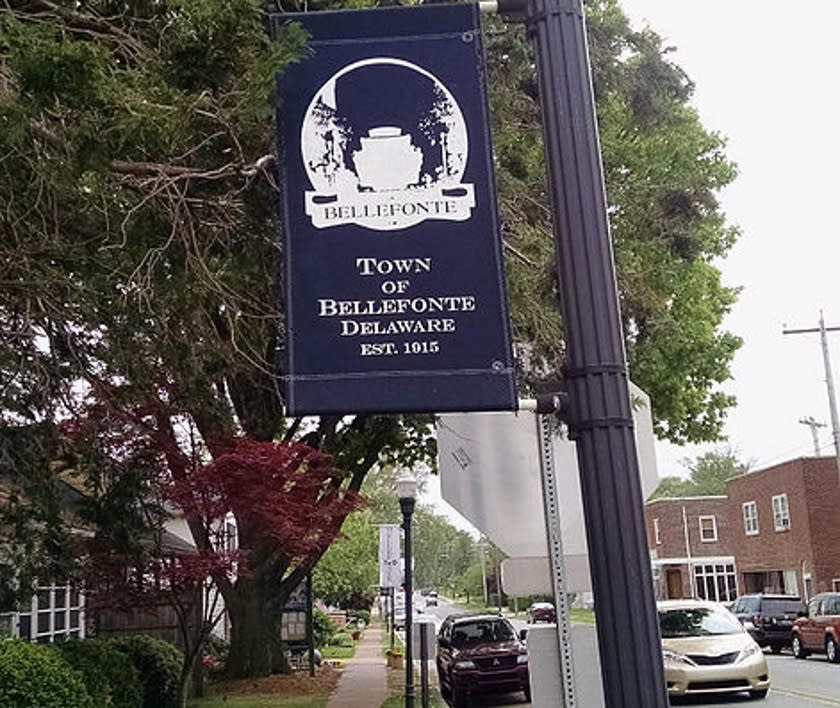 BELLEFONTE
TOWN
OF
BELLEFONTE
DELAWARE
EST. 1915